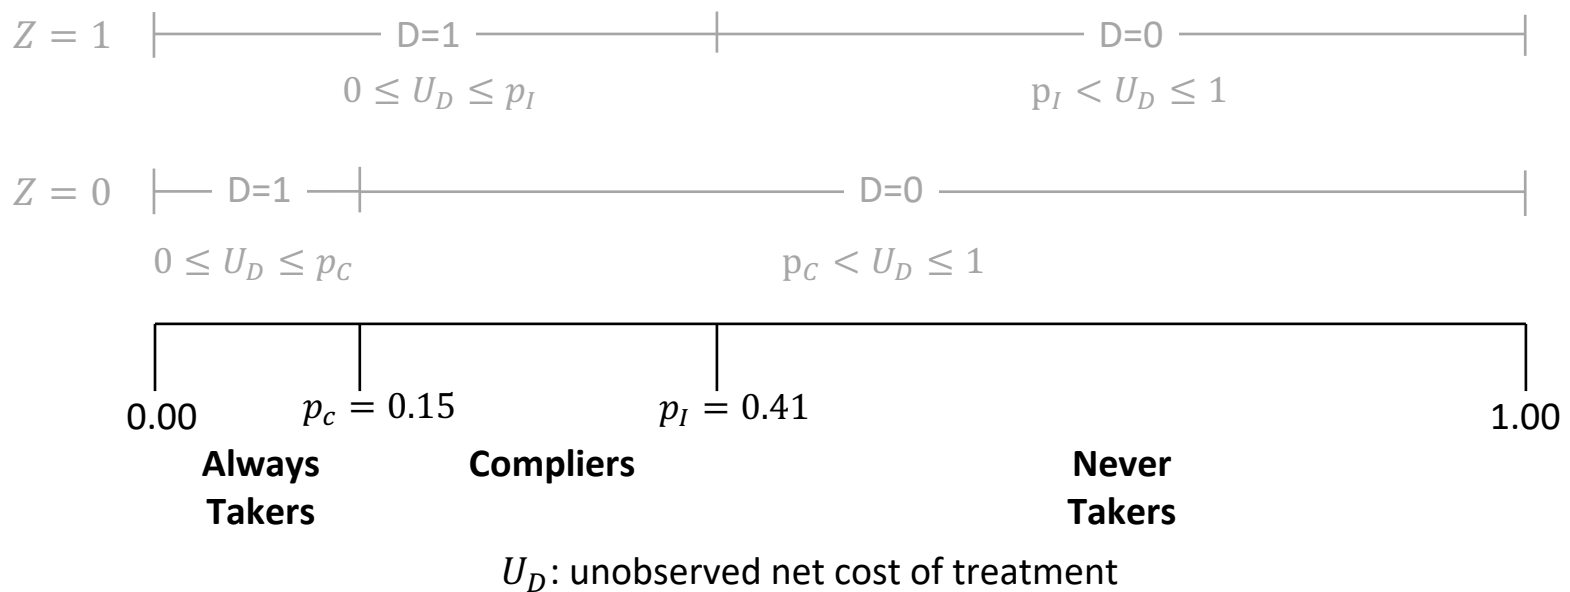 Z = 1 D=1 D=0
0 ≤ U_D ≤ p_I p_I < U_D ≤ 1
Z = 0 D=1 D=0
0 ≤ U_D ≤ p_C p_C < U_D ≤ 1
0.00 p_c = 0.15 p_I = 0.41 1.00
Always Compliers Never
Takers Takers
U_D: unobserved net cost of treatment